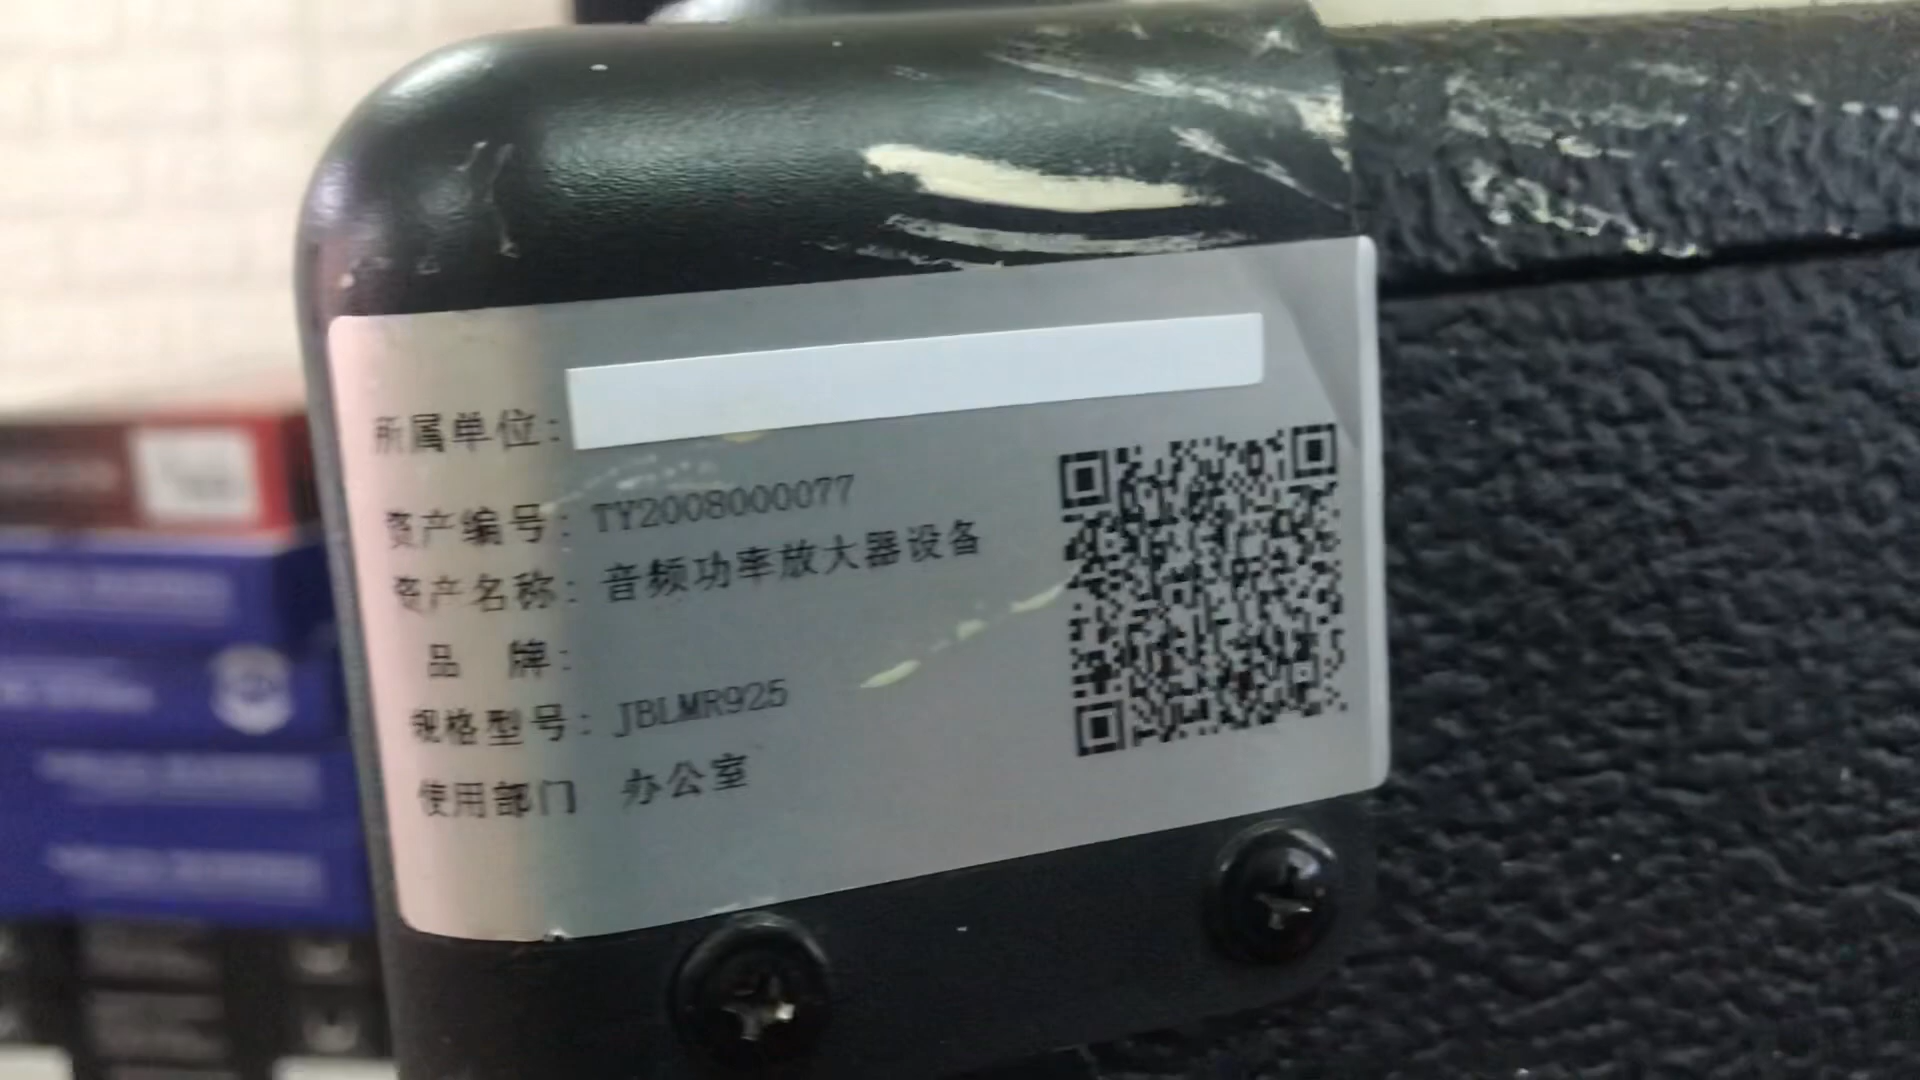 所属单位:
资产编号: TY2008000077
资产名称: 音频功率放大器设备
品 牌:
规格型号: JBLMR925
使用部门 办公室